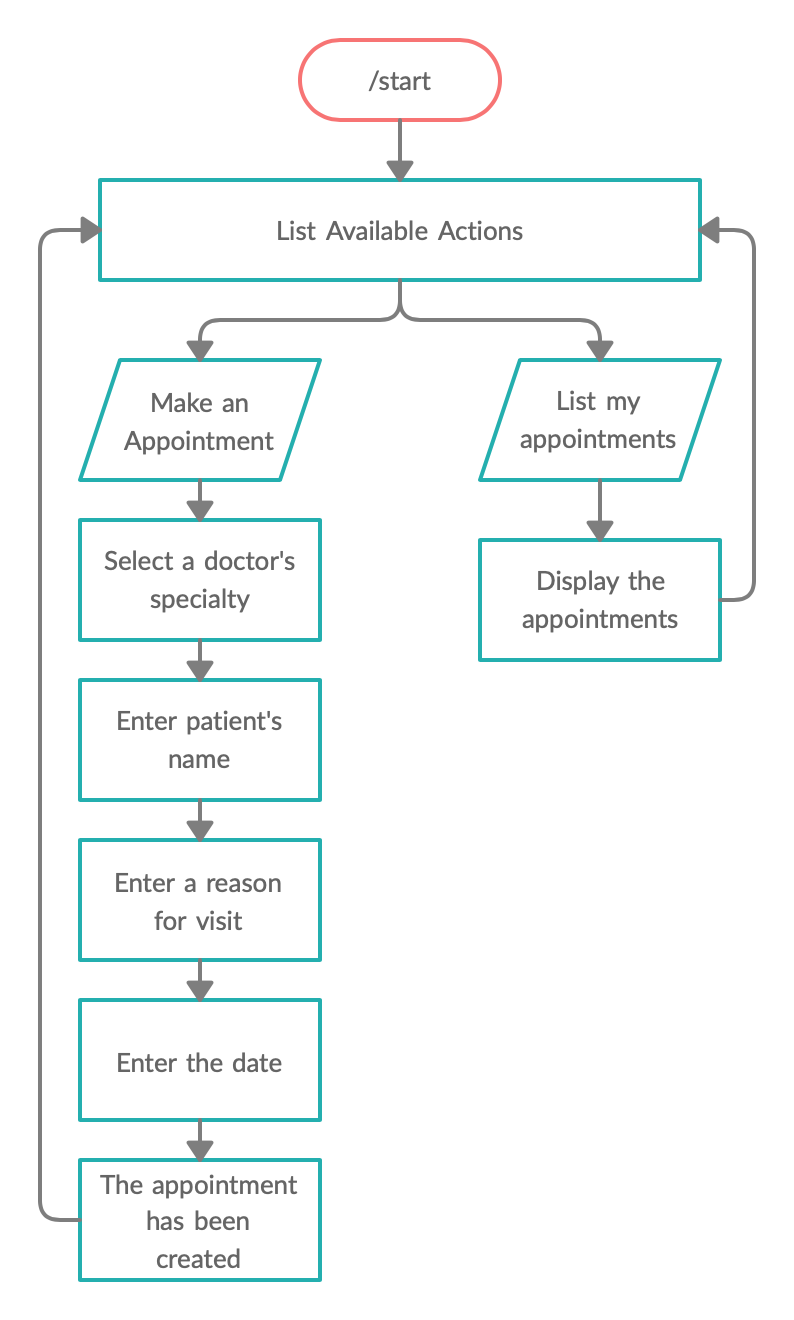 /start
List Available Actions
Make an
Appointment
List my
appointments
Select a doctor's
specialty
Display the
appointments
Enter patient's
name
Enter a reason
for visit
Enter the date
The appointment
has been
created